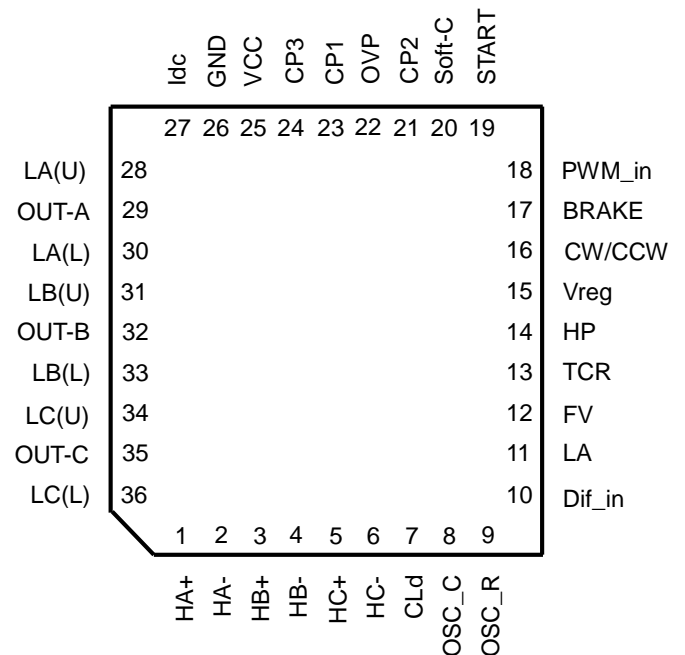 Idc GND VCC CP3 CP1 OVP CP2 Soft-C START
27 26 25 24 23 22 21 20 19
LA(U) 28 18 PWM_in
OUT-A 29 17 BRAKE
LA(L) 30 16 CW/CCW
LB(U) 31 15 Vreg
OUT-B 32 14 HP
LB(L) 33 13 TCR
LC(U) 34 12 FV
OUT-C 35 11 LA
LC(L) 36 10 Dif_in
1 2 3 4 5 6 7 8 9
HA+ HA- HB+ HB- HC+ HC- CLd OSC_C OSC_R